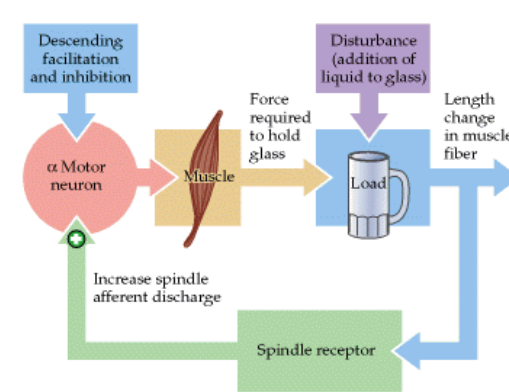 Descending
facilitation
and inhibition
Disturbance
(addition of
liquid to glass)
Force
required
to hold
glass
Length
change
in muscle
fiber
α Motor
neuron
Muscle
Load
Increase spindle
afferent discharge
Spindle receptor